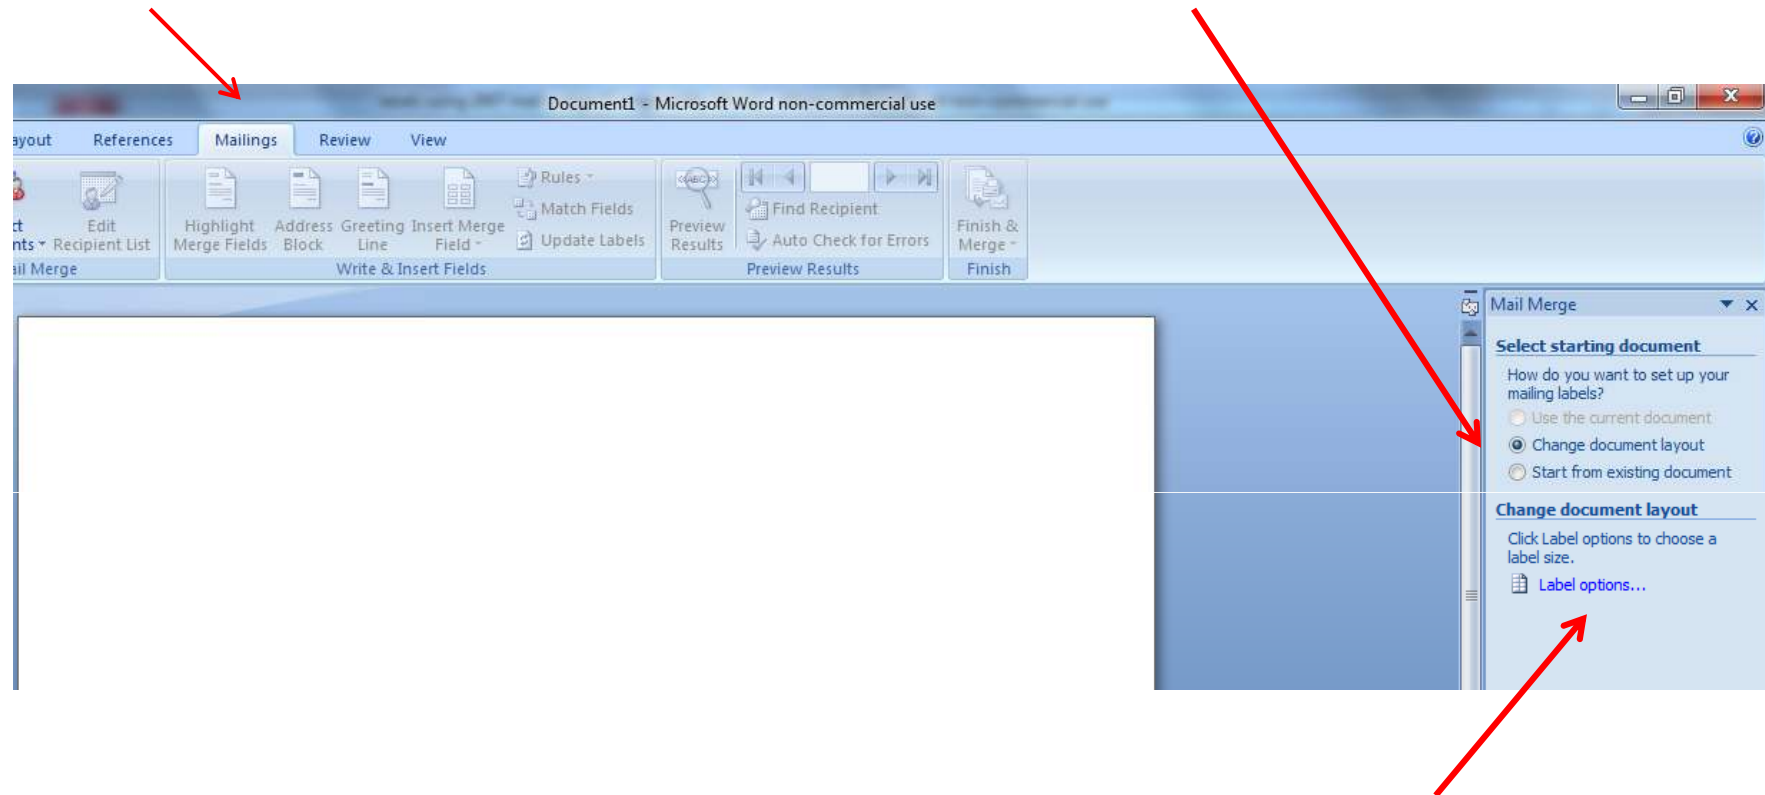 Document1 - Microsoft Word non-commercial use
ayout References Mailings Review View
Rules
Match Fields
Update Labels
ct
nts
Edit
Recipient List
Highlight
Merge Fields
Address
Block
Greeting
Line
Insert Merge
Field
«ABC»
Preview
Results
Find Recipient
Auto Check for Errors
Finish &
Merge
ail Merge
Write & Insert Fields
Preview Results
Finish
Mail Merge
Select starting document
How do you want to set up your
mailing labels?
Use the current document
Change document layout
Start from existing document
Change document layout
Click Label options to choose a
label size.
Label options...